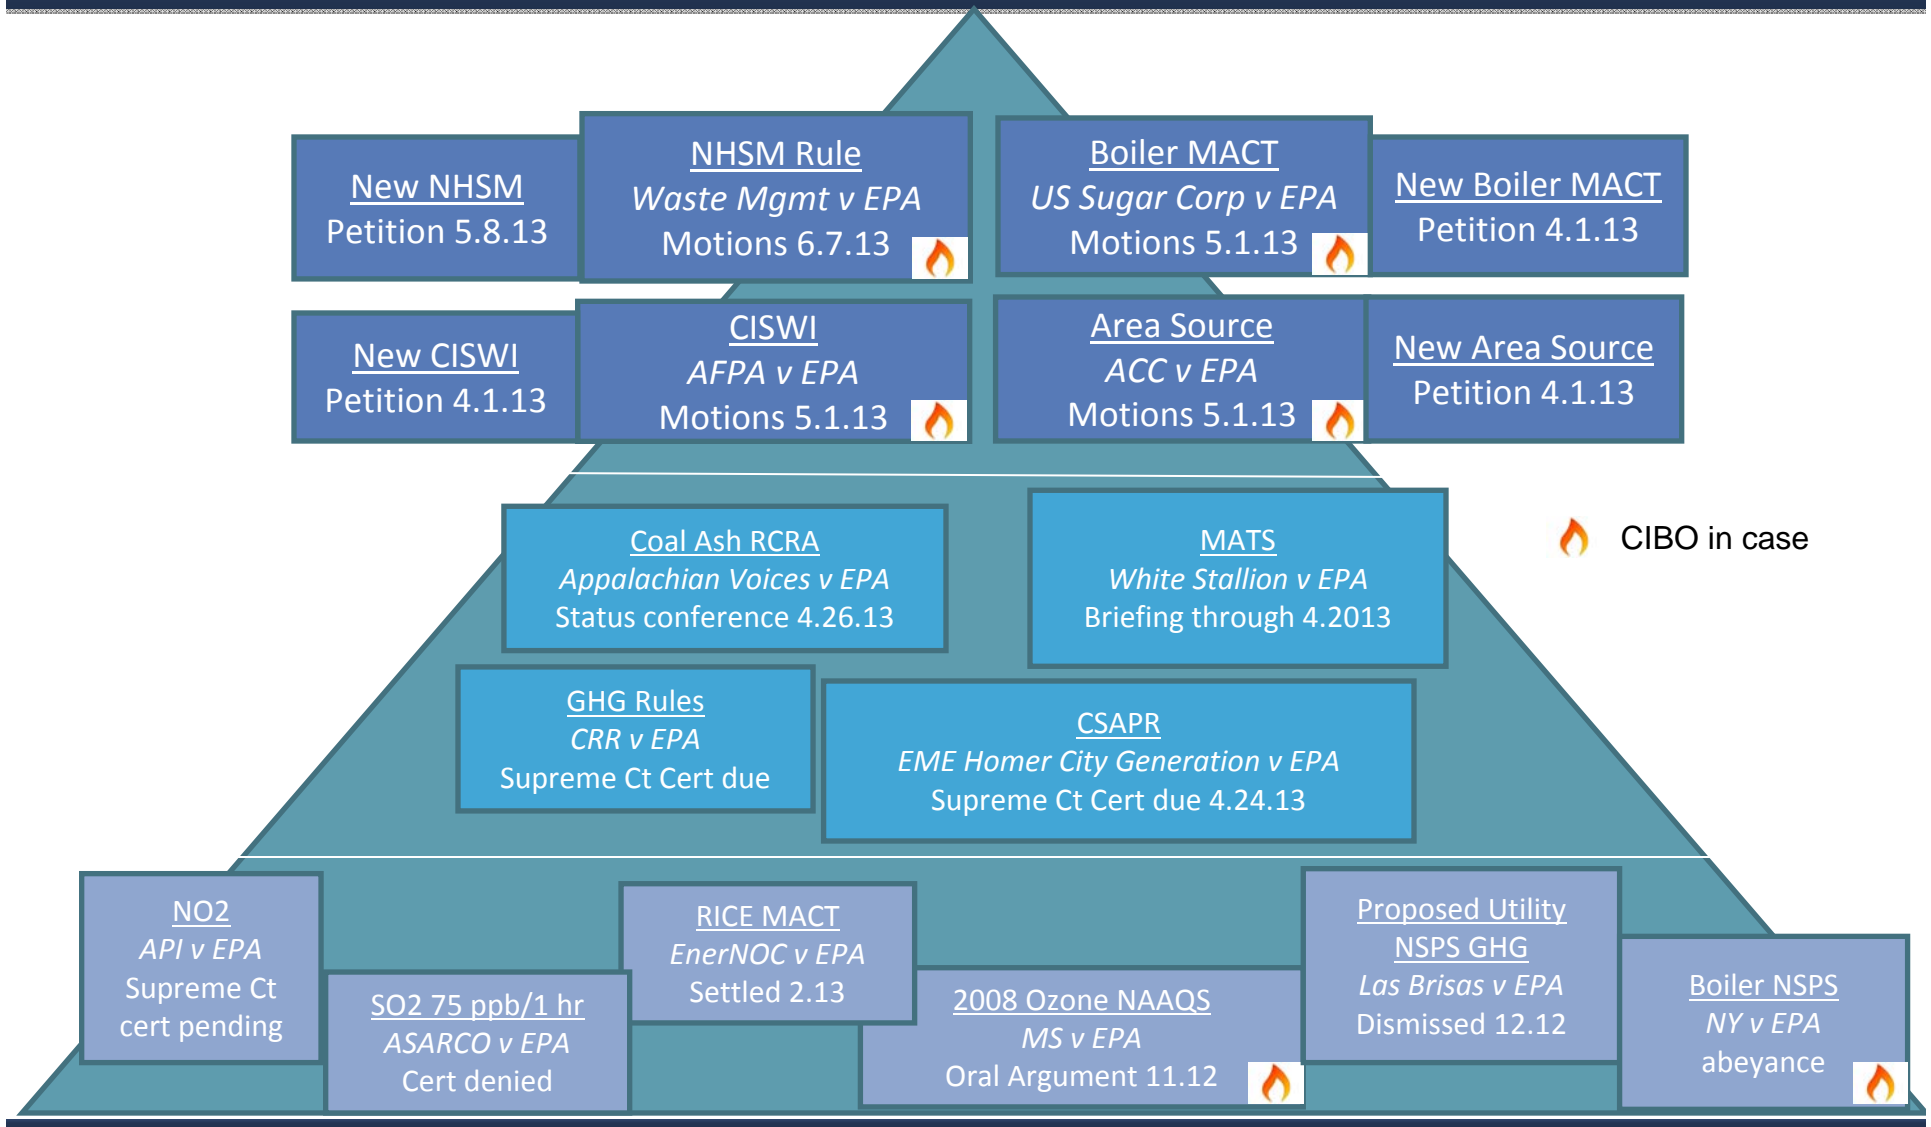 New NHSM
Petition 5.8.13
NHSM Rule
Waste Mgmt v EPA
Motions 6.7.13
Boiler MACT
US Sugar Corp v EPA
Motions 5.1.13
New Boiler MACT
Petition 4.1.13
New CISWI
Petition 4.1.13
CISWI
AFPA v EPA
Motions 5.1.13
Area Source
ACC v EPA
Motions 5.1.13
New Area Source
Petition 4.1.13
Coal Ash RCRA
Appalachian Voices v EPA
Status conference 4.26.13
MATS
White Stallion v EPA
Briefing through 4.2013
CIBO in case
GHG Rules
CRR v EPA
Supreme Ct Cert due
CSAPR
EME Homer City Generation v EPA
Supreme Ct Cert due 4.24.13
NO2
API v EPA
Supreme Ct
cert pending
SO2 75 ppb/1 hr
ASARCO v EPA
Cert denied
RICE MACT
EnerNOC v EPA
Settled 2.13
2008 Ozone NAAQS
MS v EPA
Oral Argument 11.12
Proposed Utility
NSPS GHG
Las Brisas v EPA
Dismissed 12.12
Boiler NSPS
NY v EPA
abeyance